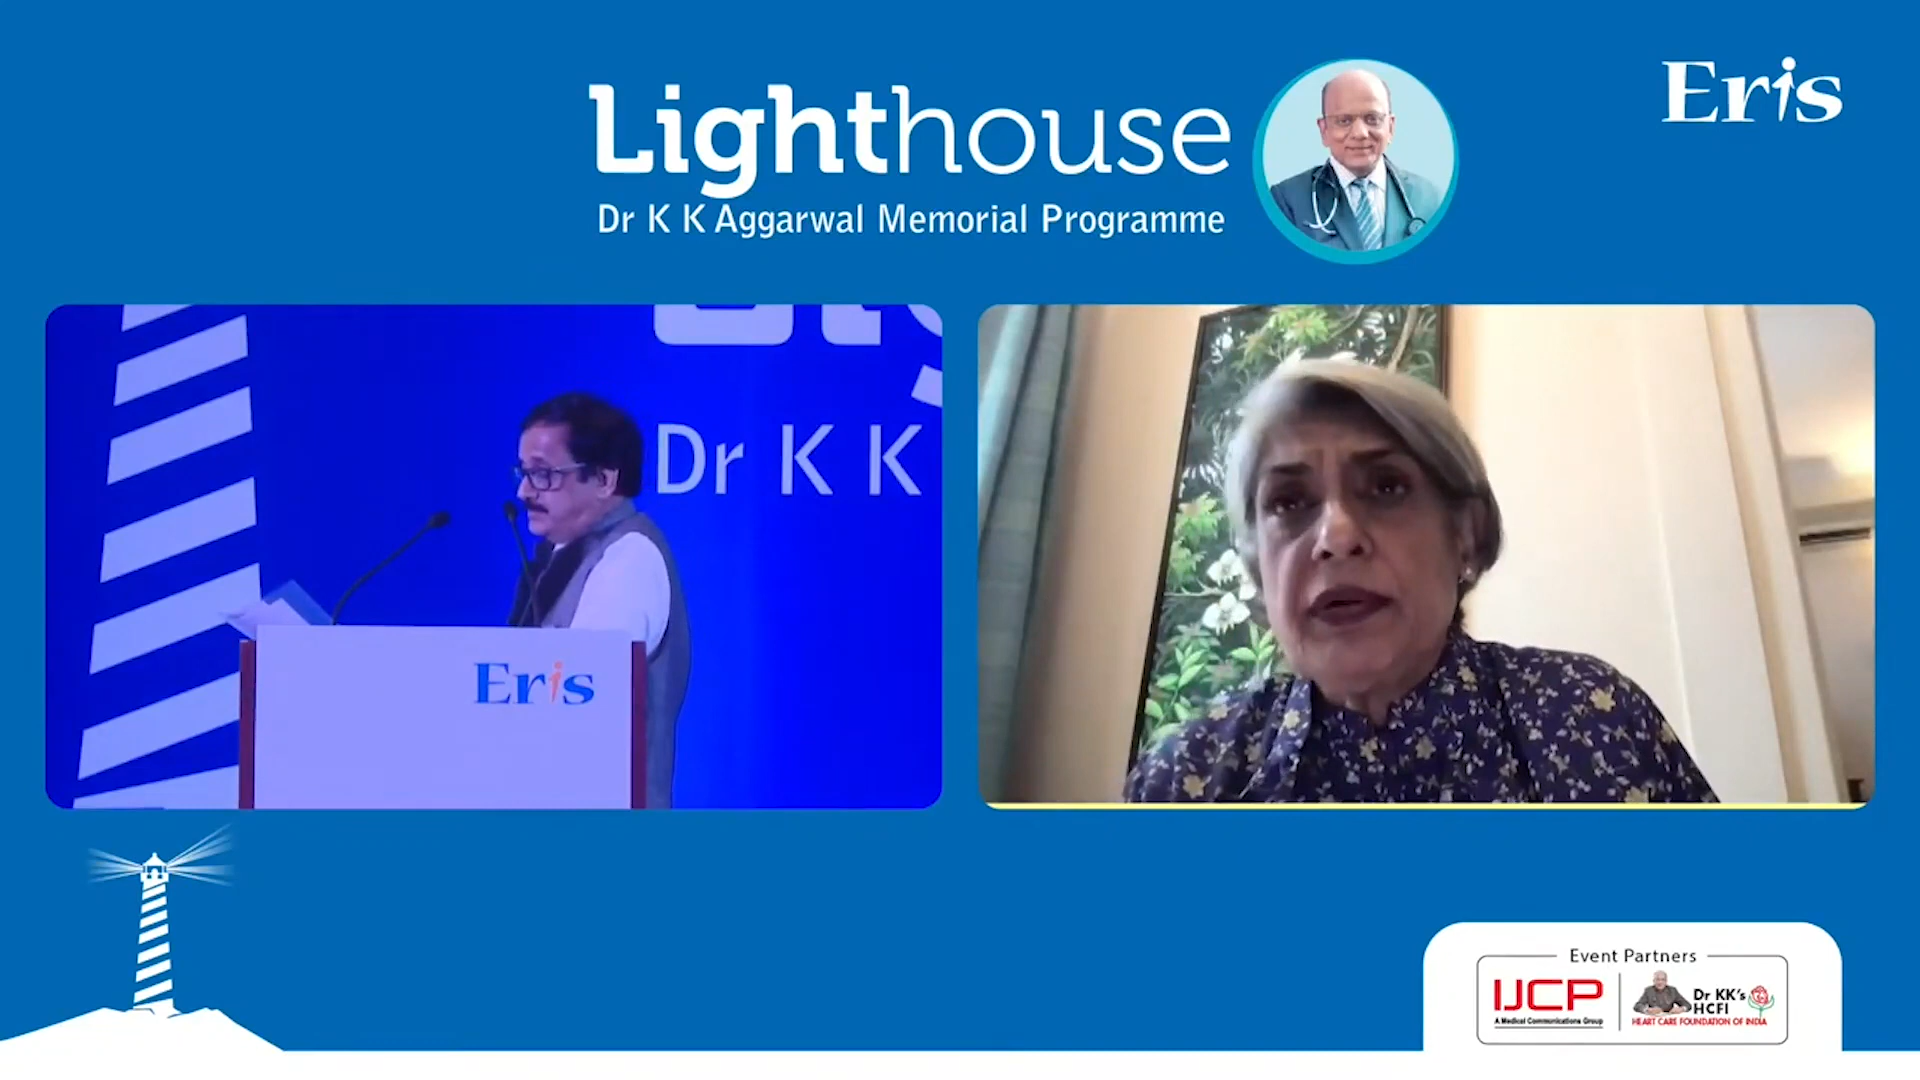 Lighthouse
Dr K K Aggarwal Memorial Programme
Eris
Dr K K
Eris
Event Partners
IJCP
A Medical Communications Group
Dr KK's
HCFI
HEART CARE FOUNDATION OF INDIA